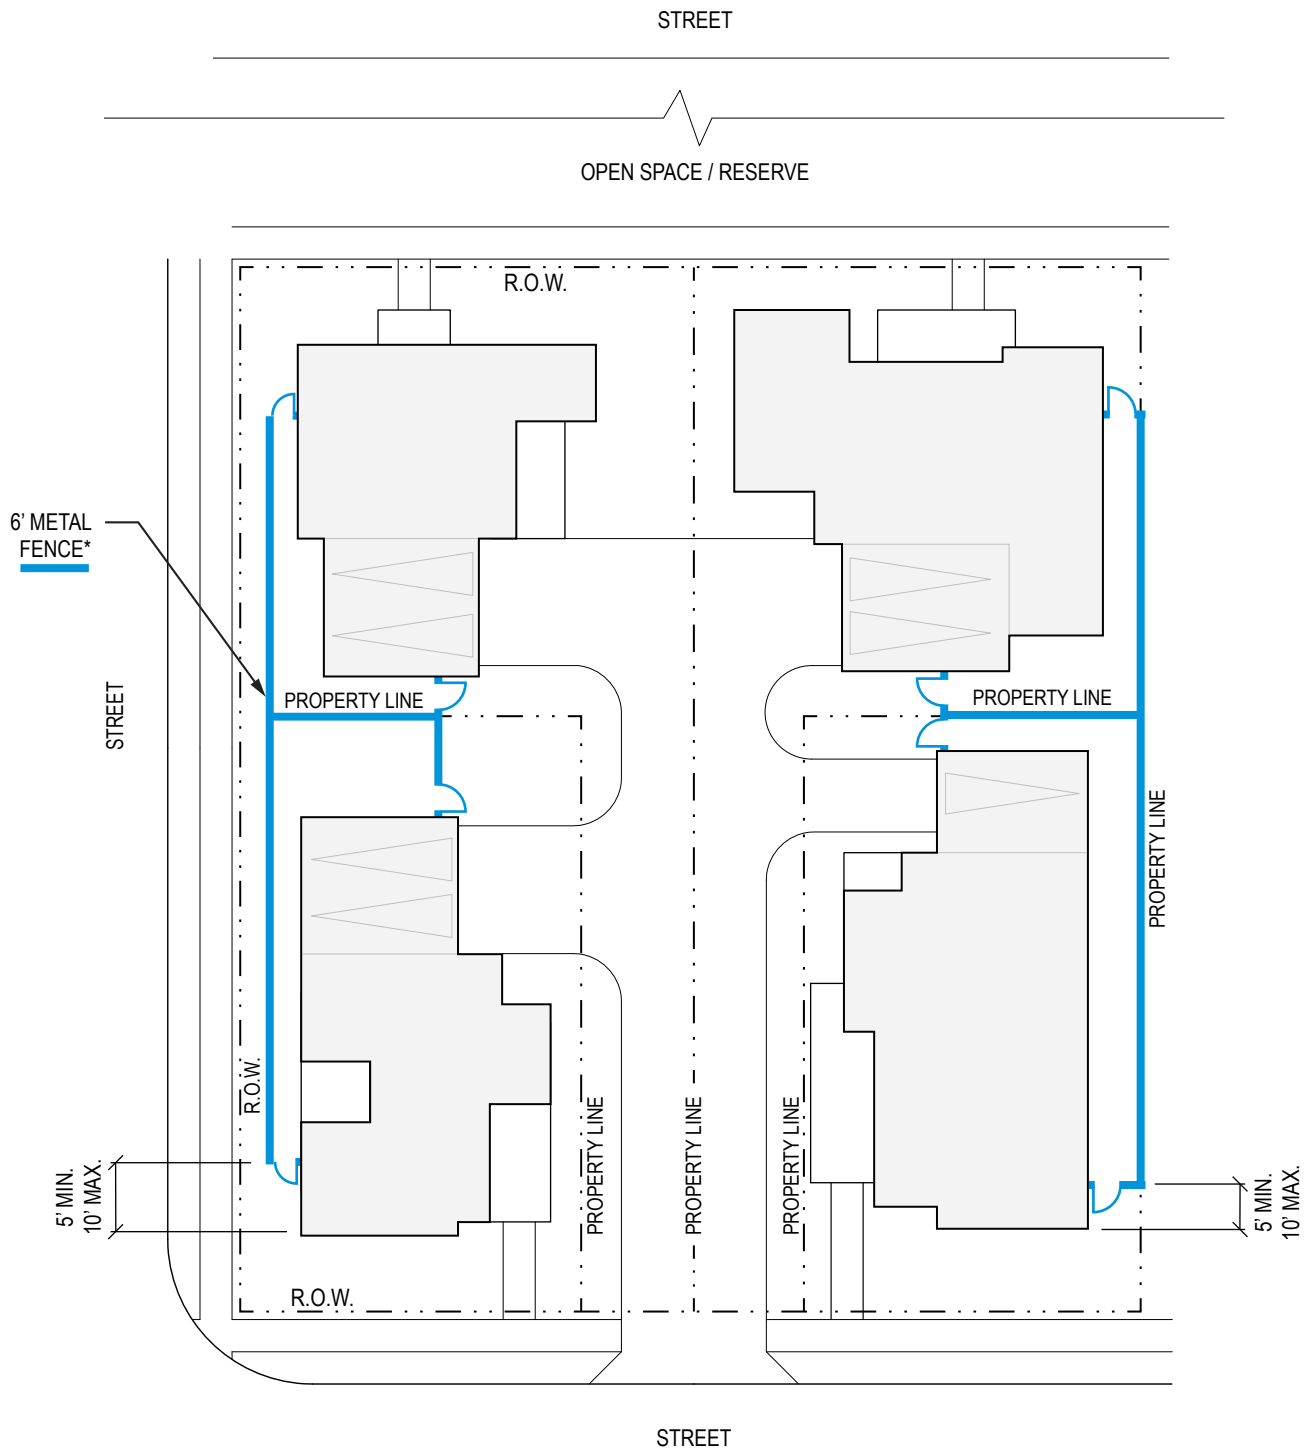 STREET
OPEN SPACE / RESERVE
R.O.W.
6’ METAL
FENCE*
STREET
PROPERTY LINE
PROPERTY LINE
PROPERTY LINE
R.O.W.
PROPERTY LINE
PROPERTY LINE
PROPERTY LINE
5’ MIN.
10’ MAX.
5’ MIN.
10’ MAX.
R.O.W.
STREET